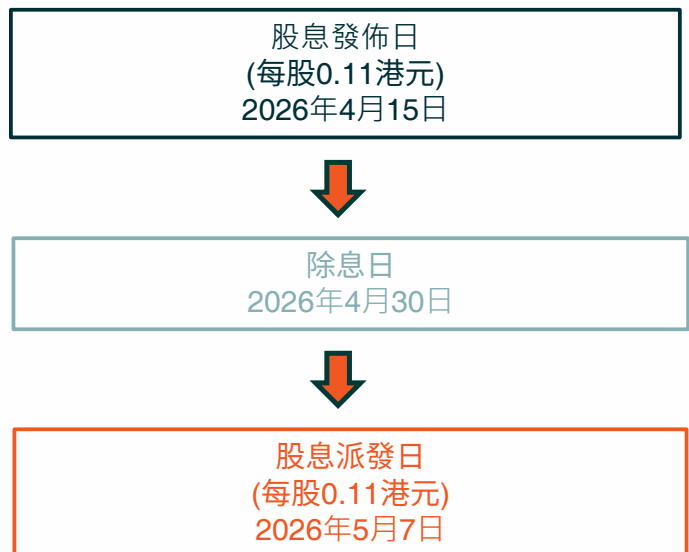 股息發佈日
(每股0.11港元)
2026年4月15日
除息日
2026年4月30日
股息派發日
(每股0.11港元)
2026年5月7日